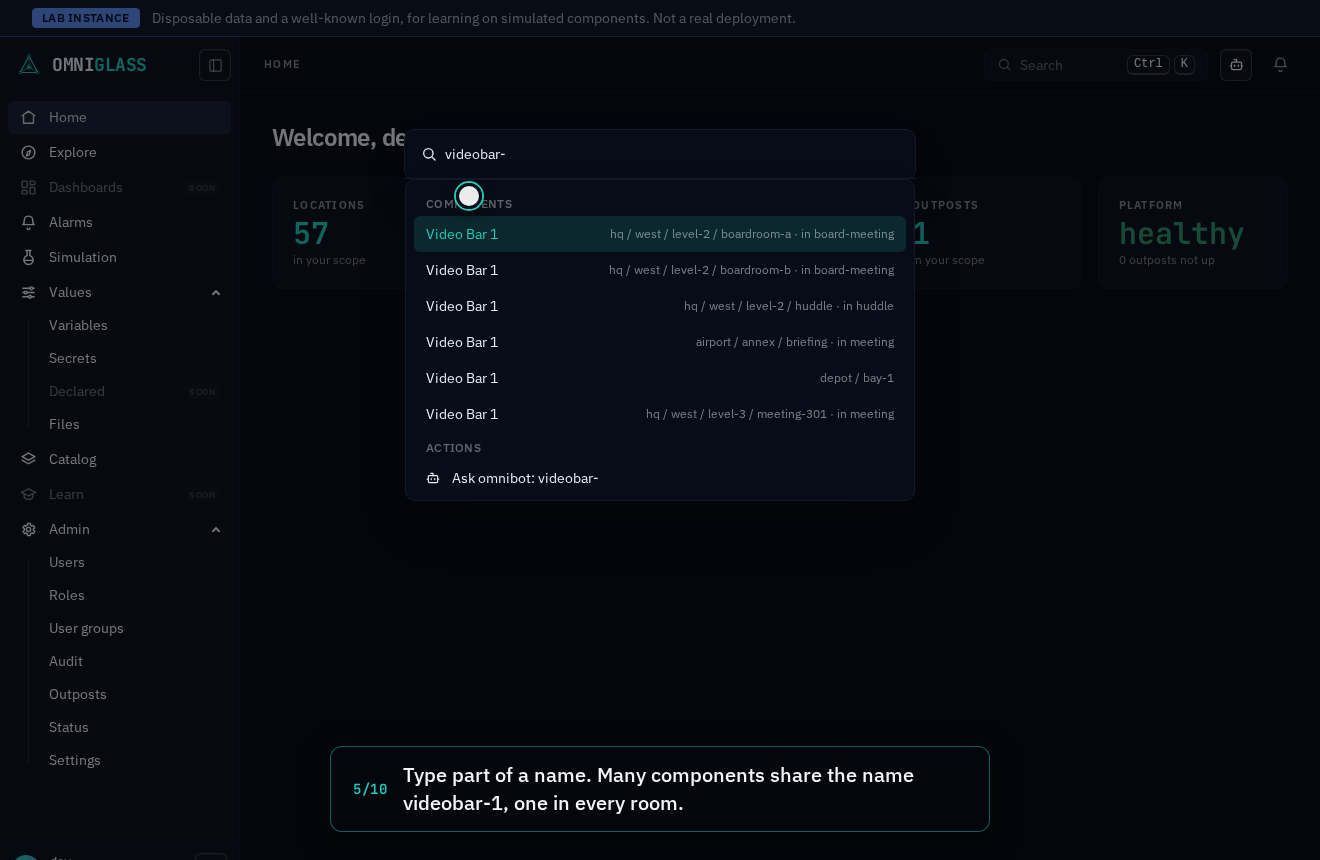 LAB INSTANCE Disposable data and a well-known login, for learning on simulated components. Not a real deployment.
OMNIGLASS
HOME
Search Ctrl K
Home
Explore
Dashboards SOON
Alarms
Simulation
Values
Variables
Secrets
Declared SOON
Files
Catalog
Learn SOON
Admin
Users
Roles
User groups
Audit
Outposts
Status
Settings
Welcome,
LOCATIONS
57
in your scope
OUTPOSTS
1
in your scope
PLATFORM
healthy
0 outposts not up
videobar-
COMPONENTS
Video Bar 1 hq / west / level-2 / boardroom-a · in board-meeting
Video Bar 1 hq / west / level-2 / boardroom-b · in board-meeting
Video Bar 1 hq / west / level-2 / huddle · in huddle
Video Bar 1 airport / annex / briefing · in meeting
Video Bar 1 depot / bay-1
Video Bar 1 hq / west / level-3 / meeting-301 · in meeting
ACTIONS
Ask omnibot: videobar-
5/10 Type part of a name. Many components share the name
videobar-1, one in every room.